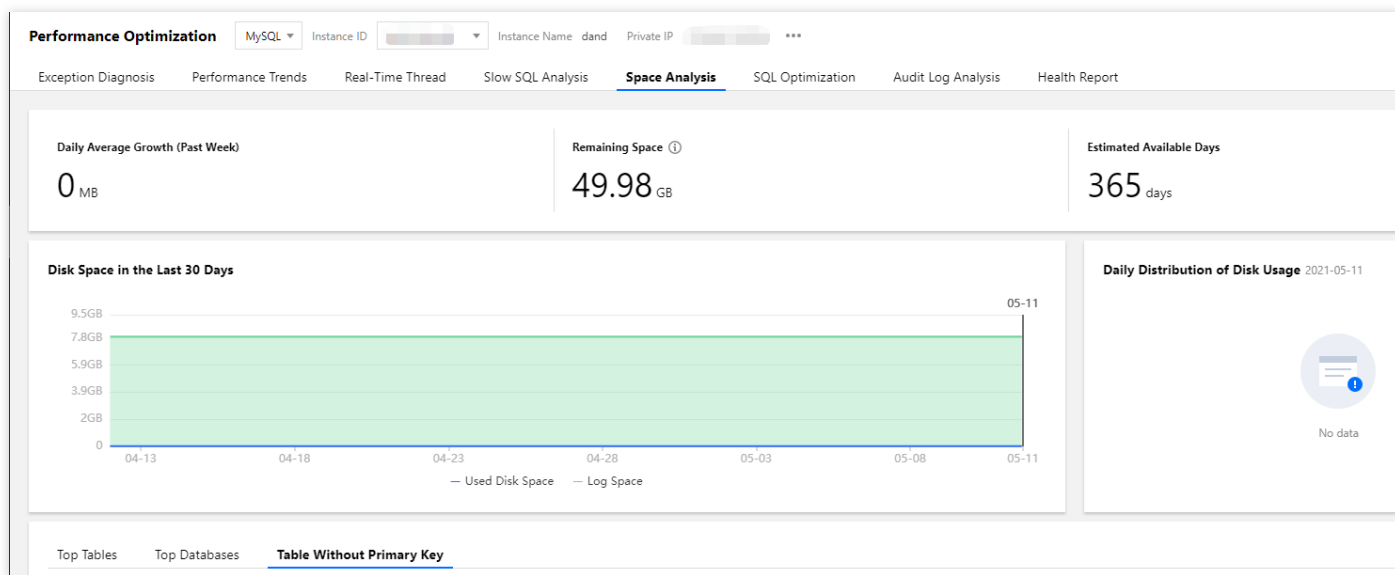 Performance Optimization MySQL Instance ID Instance Name dand Private IP
Exception Diagnosis Performance Trends Real-Time Thread Slow SQL Analysis Space Analysis SQL Optimization Audit Log Analysis Health Report
Daily Average Growth (Past Week) Remaining Space Estimated Available Days
0 MB 49.98 GB 365 days
Disk Space in the Last 30 Days
Daily Distribution of Disk Usage 2021-05-11
05-11
9.5GB
7.8GB
5.9GB
3.9GB
2GB
0
04-13 04-18 04-23 04-28 05-03 05-08 05-11
Used Disk Space Log Space
No data
Top Tables Top Databases Table Without Primary Key